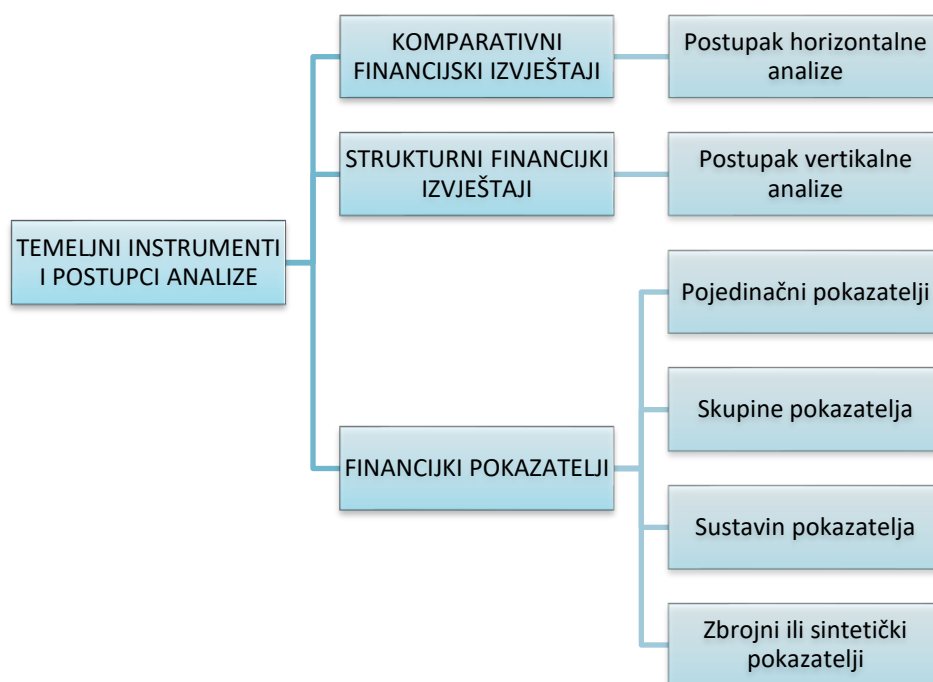 KOMPARATIVNI
FINANCIJSKI IZVJEŠTAJI
Postupak horizontalne
analize
STRUKTURNI FINANCIJKI
IZVJEŠTAJI
Postupak vertikalne
analize
TEMELJNI INSTRUMENTI
I POSTUPCI ANALIZE
Pojedinačni pokazatelji
Skupine pokazatelja
FINANCIJKI POKAZATELJI
Sustavin pokazatelja
Zbrojni ili sintetički
pokazatelji